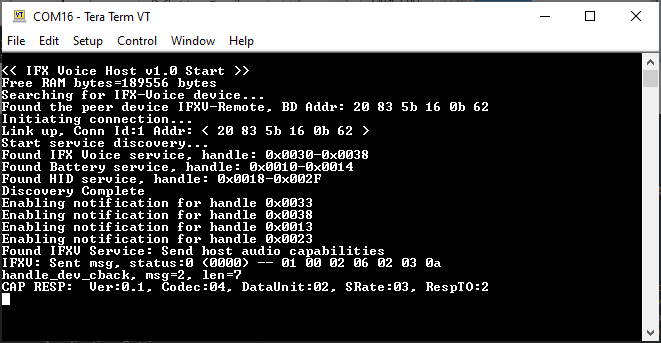 COM16 - Tera Term VT
File Edit Setup Control Window Help
<< IFX Voice Host v1.0 Start >>
Free RAM bytes=189556 bytes
Searching for IFX-Voice device...
Found the peer device IFXV-Remote, BD Addr: 20 83 5b 16 0b 62
Initiating connection...
Link up, Conn Id:1 Addr: < 20 83 5b 16 0b 62 >
Start service discovery...
Found IFX Voice service, handle: 0x0030-0x0038
Found Battery service, handle: 0x0010-0x0014
Found HID service, handle: 0x0018-0x002F
Discovery Complete
Enabling notification for handle 0x0033
Enabling notification for handle 0x0038
Enabling notification for handle 0x0013
Enabling notification for handle 0x0023
Found IFXV Service: Send host audio capabilities
IFXV: Sent msg, status:0 (0000) -- 01 00 02 06 02 03 0a
handle_dev_cback, msg=2, len=7
CAP RESP:  Ver:0.1, Codec:04, DataUnit:02, SRate:03, RespTO:2